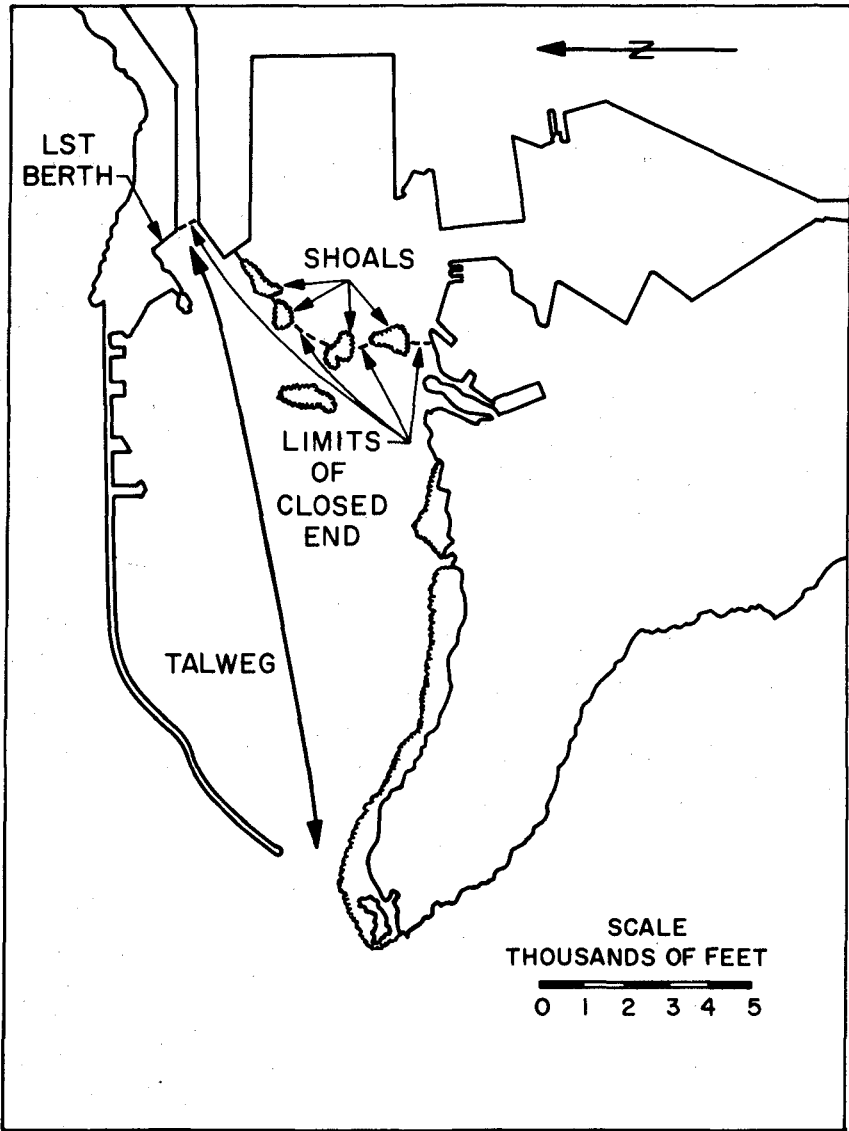 N
LST
BERTH
SHOALS
LIMITS
OF
CLOSED
END
TALWEG
SCALE
THOUSANDS OF FEET
0 1 2 3 4 5